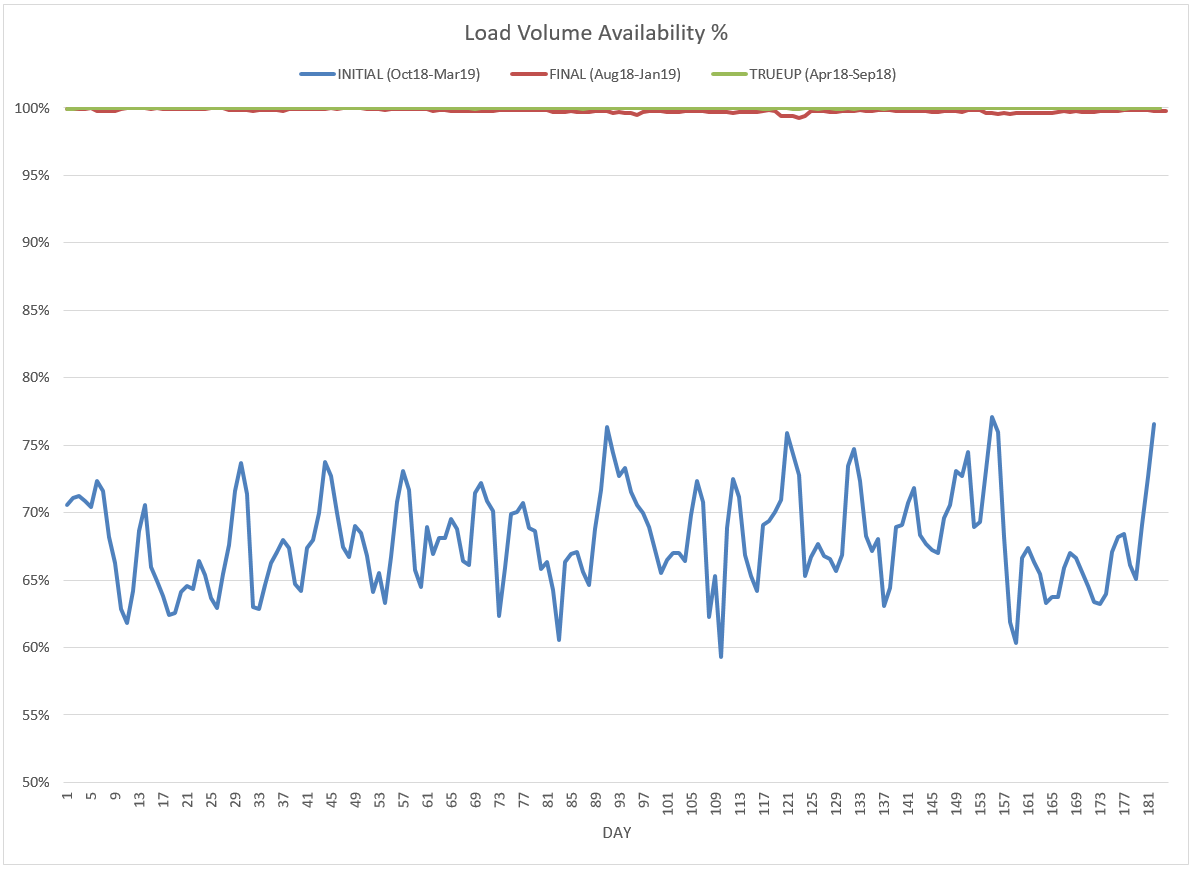 Load Volume Availability %
INITIAL (Oct18-Mar19) FINAL (Aug18-Jan19) TRUEUP (Apr18-Sep18)
100%
95%
90%
85%
80%
75%
70%
65%
60%
55%
50%
1 5 9 13 17 21 25 29 33 37 41 45 49 53 57 61 65 69 73 77 81 85 89 93 97 101 105 109 113 117 121 125 129 133 137 141 145 149 153 157 161 165 169 173 177 181
DAY